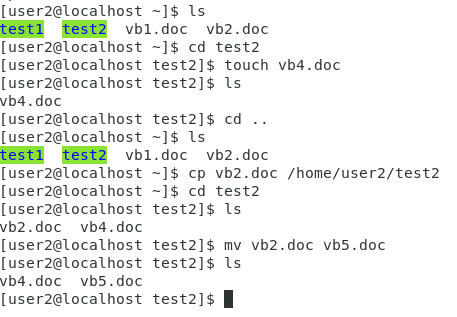 [user2@localhost ~]$ ls
test1  test2  vb1.doc  vb2.doc
[user2@localhost ~]$ cd test2
[user2@localhost test2]$ touch vb4.doc
[user2@localhost test2]$ ls
vb4.doc
[user2@localhost test2]$ cd ..
[user2@localhost ~]$ ls
test1  test2  vb1.doc  vb2.doc
[user2@localhost ~]$ cp vb2.doc /home/user2/test2
[user2@localhost ~]$ cd test2
[user2@localhost test2]$ ls
vb2.doc  vb4.doc
[user2@localhost test2]$ mv vb2.doc vb5.doc
[user2@localhost test2]$ ls
vb4.doc  vb5.doc
[user2@localhost test2]$